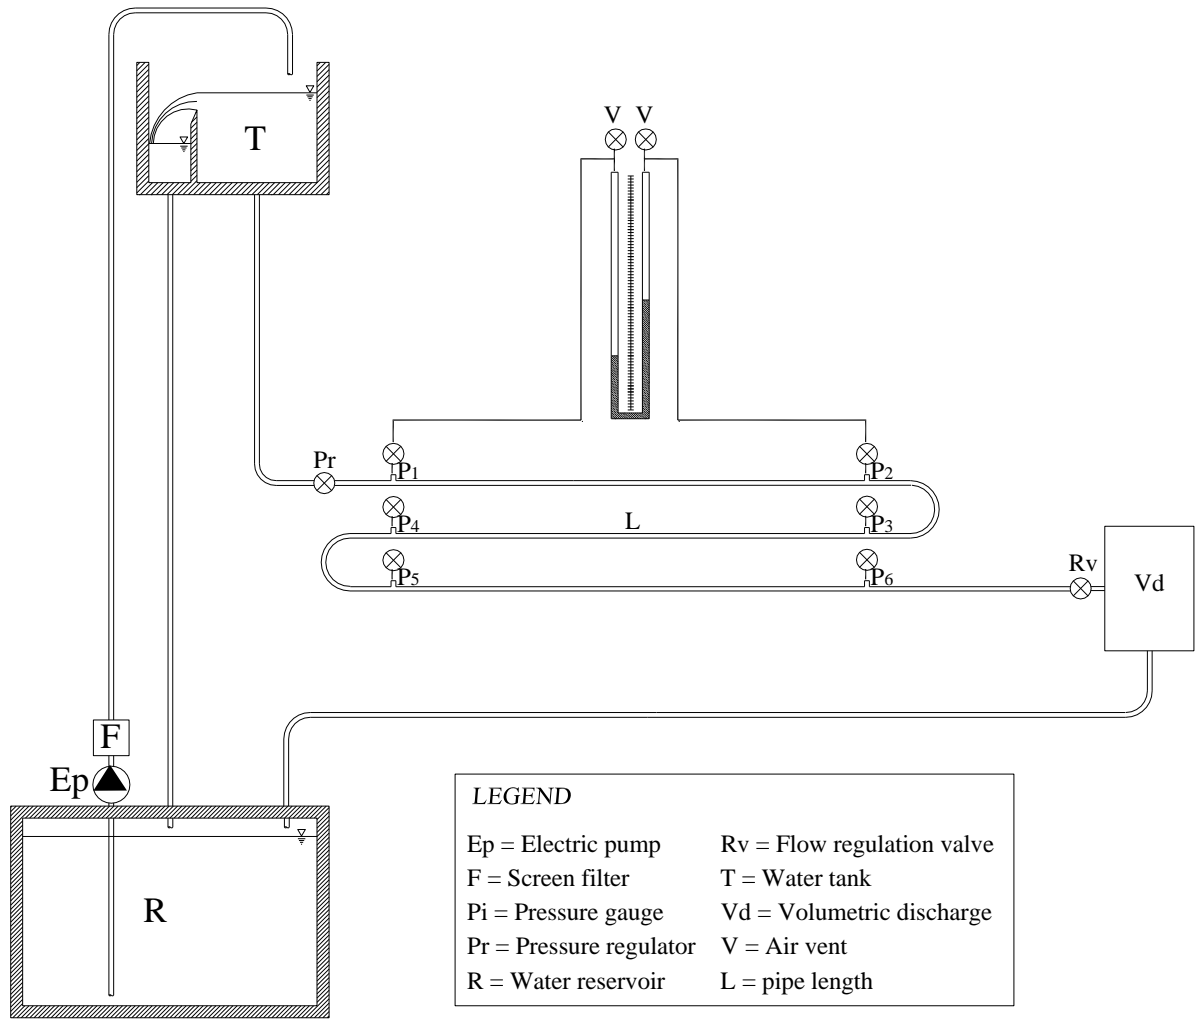 V V
T
Pr
P1
P2
P4
L
P3
P5
P6
Rv
Vd
F
Ep
R
LEGEND
Ep = Electric pump
F = Screen filter
Pi = Pressure gauge
Pr = Pressure regulator
R = Water reservoir
Rv = Flow regulation valve
T = Water tank
Vd = Volumetric discharge
V = Air vent
L = pipe length